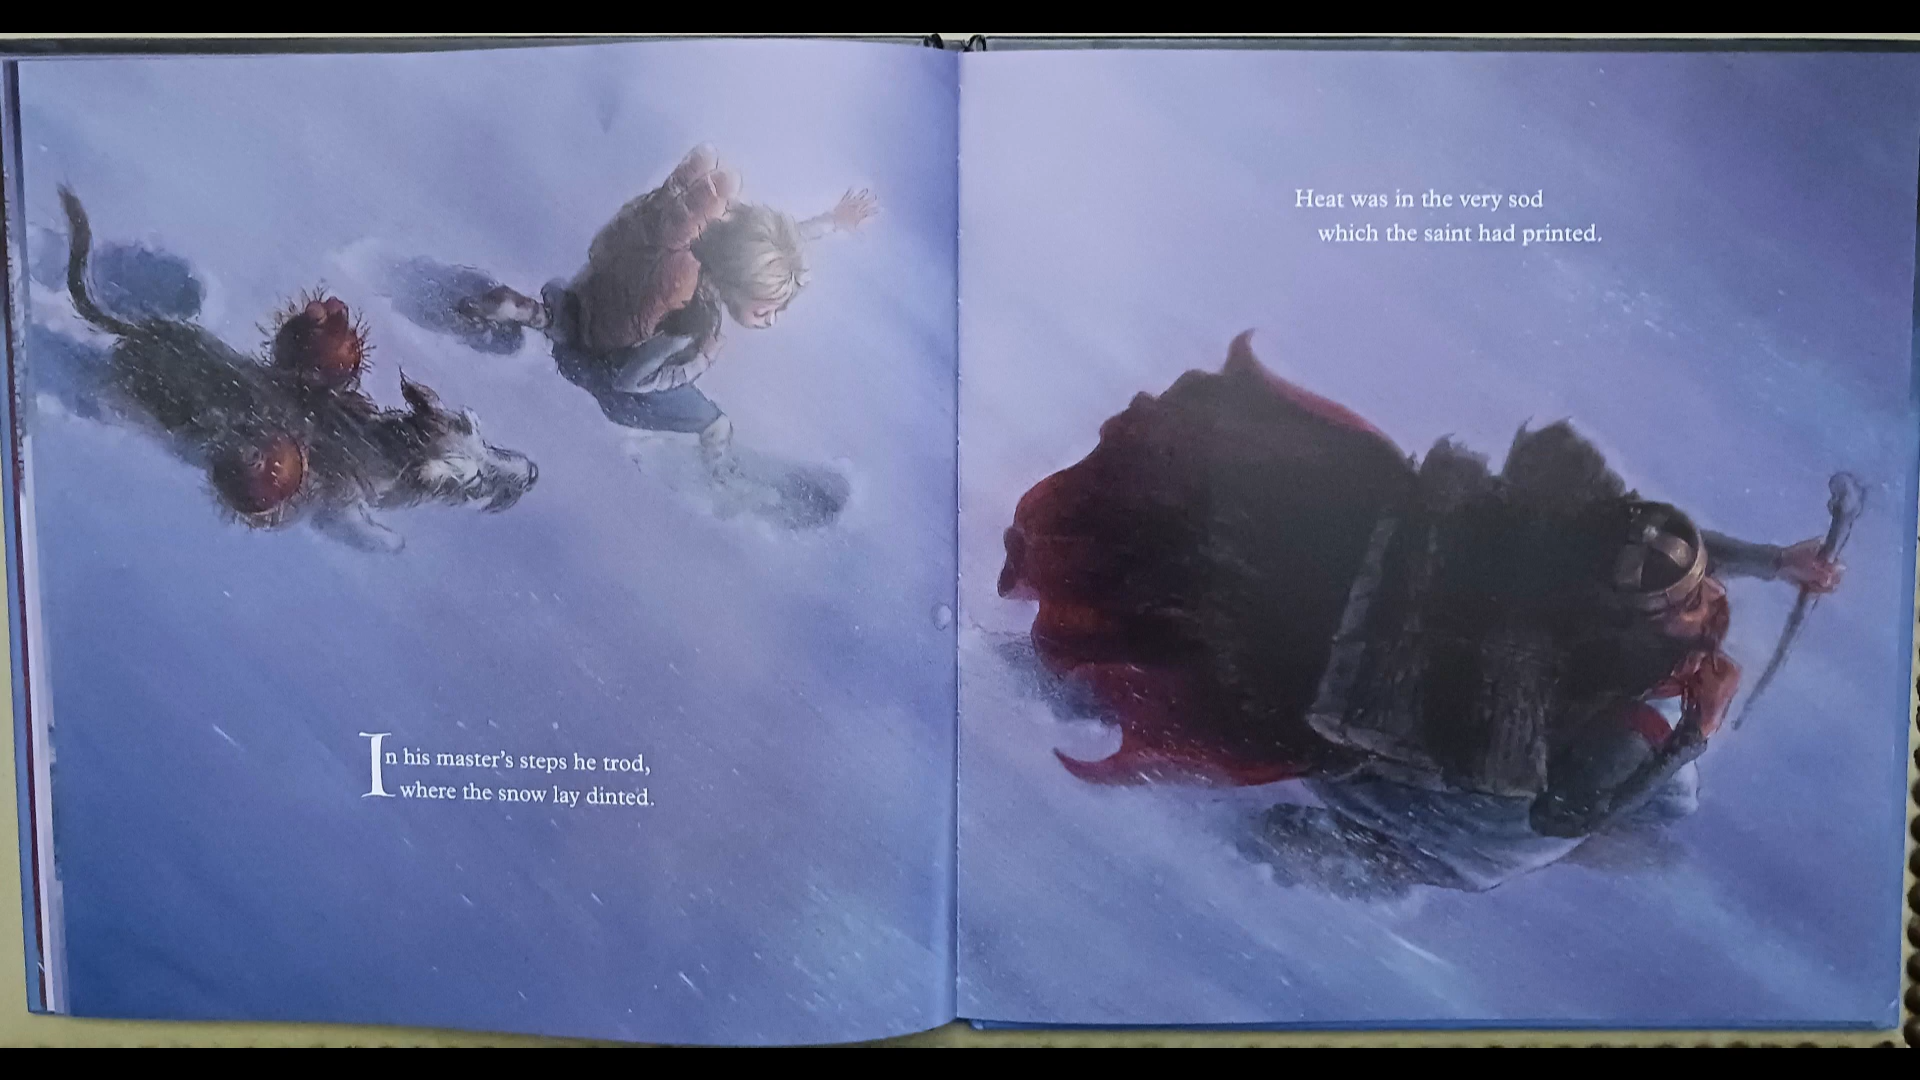 In his master's steps he trod,
where the snow lay dinted.
Heat was in the very sod
which the saint had printed.